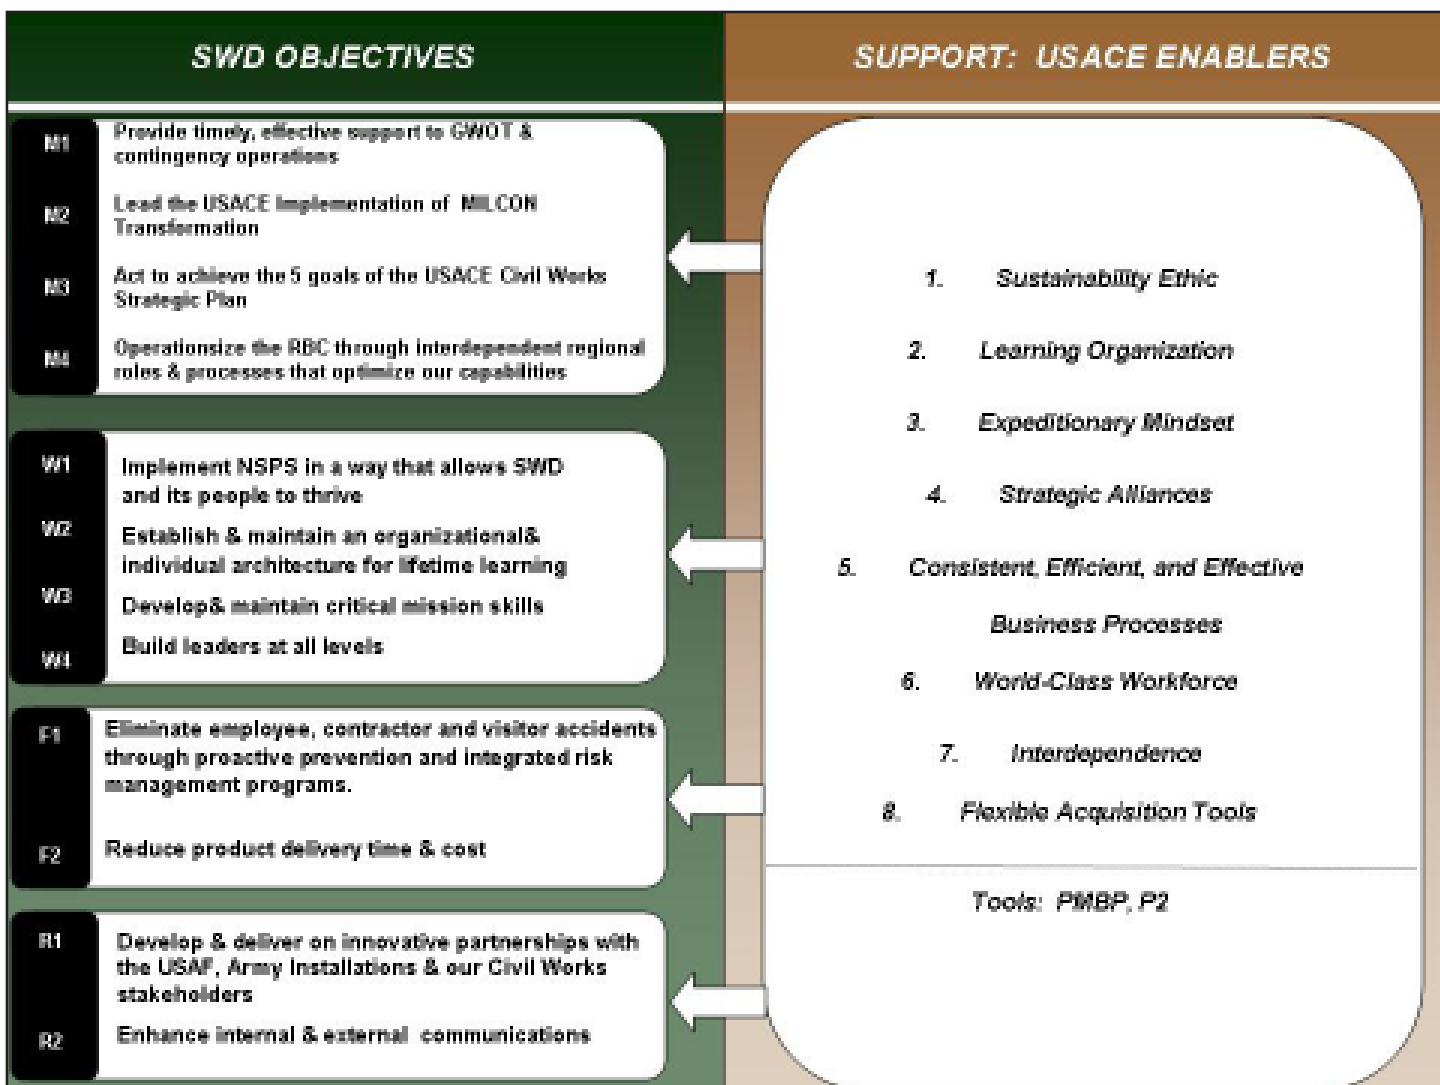 SWD OBJECTIVES
M1
Provide timely, effective support to GWOT &
contingency operations
M2
Lead the USACE Implementation of MILCON
Transformation
M3
Act to achieve the 5 goals of the USACE Civil Works
Strategic Plan
M4
Operationsize the RBC through interdependent regional
roles & processes that optimize our capabilities
W1
Implement NSPS in a way that allows SWD
and its people to thrive
W2
Establish & maintain an organizational&
individual architecture for lifetime learning
W3
Develop& maintain critical mission skills
W4
Build leaders at all levels
F1
Eliminate employee, contractor and visitor accidents
through proactive prevention and integrated risk
management programs.
F2
Reduce product delivery time & cost
R1
Develop & deliver on innovative partnerships with
the USAF, Army Installations & our Civil Works
stakeholders
R2
Enhance internal & external communications
SUPPORT: USACE ENABLERS
1. Sustainability Ethic
2. Learning Organization
3. Expeditionary Mindset
4. Strategic Alliances
5. Consistent, Efficient, and Effective
Business Processes
6. World-Class Workforce
7. Interdependence
8. Flexible Acquisition Tools
Tools: PMBP, P2